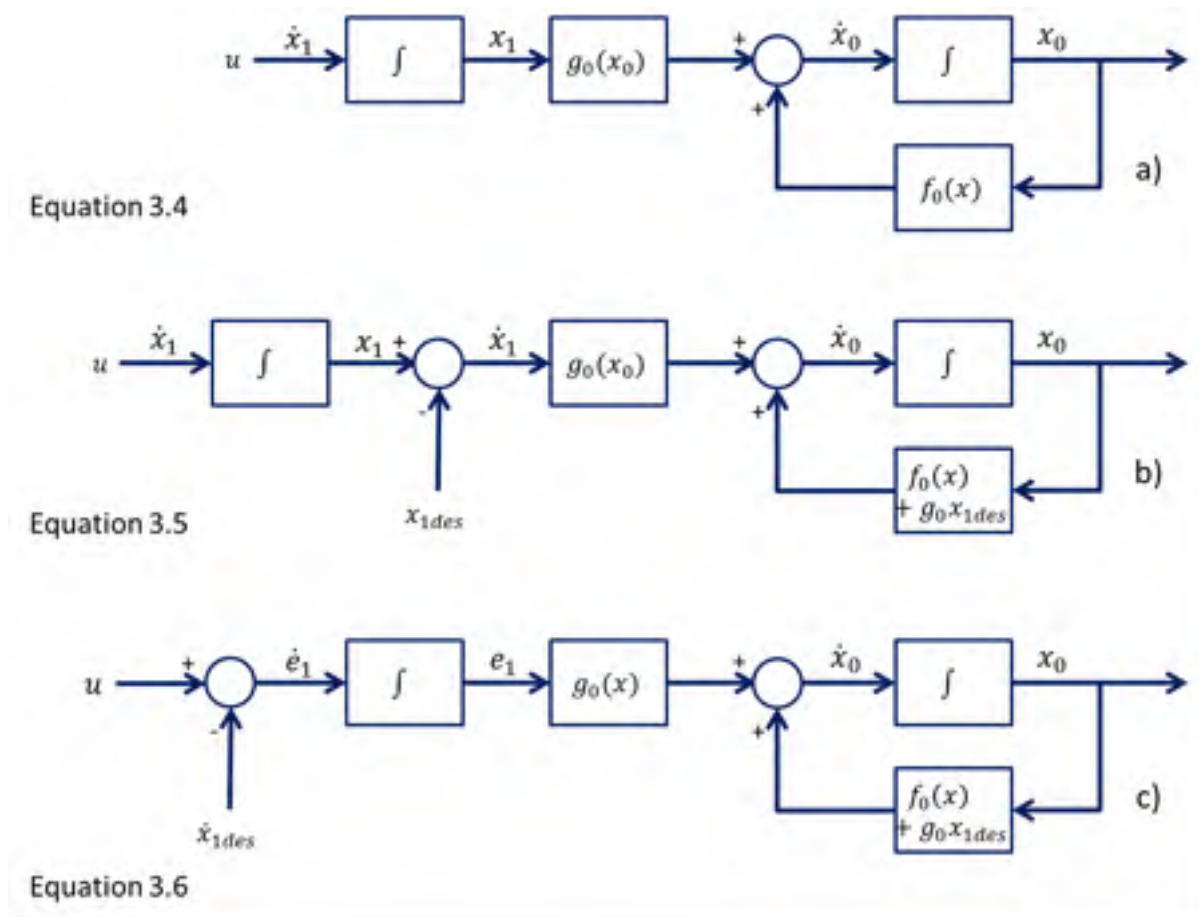 ẋ₁ x₁ + ẋ₀ x₀
u ∫ g₀(x₀) ∫
+
f₀(x) a)
Equation 3.4
ẋ₁ x₁ + ẋ₁ + ẋ₀ x₀
u ∫ g₀(x₀) ∫
- +
f₀(x) b)
+ g₀x₁des
x₁des
Equation 3.5
+ ė₁ e₁ + ẋ₀ x₀
u ∫ g₀(x) ∫
- +
f₀(x) c)
+ g₀x₁des
ẋ₁des
Equation 3.6